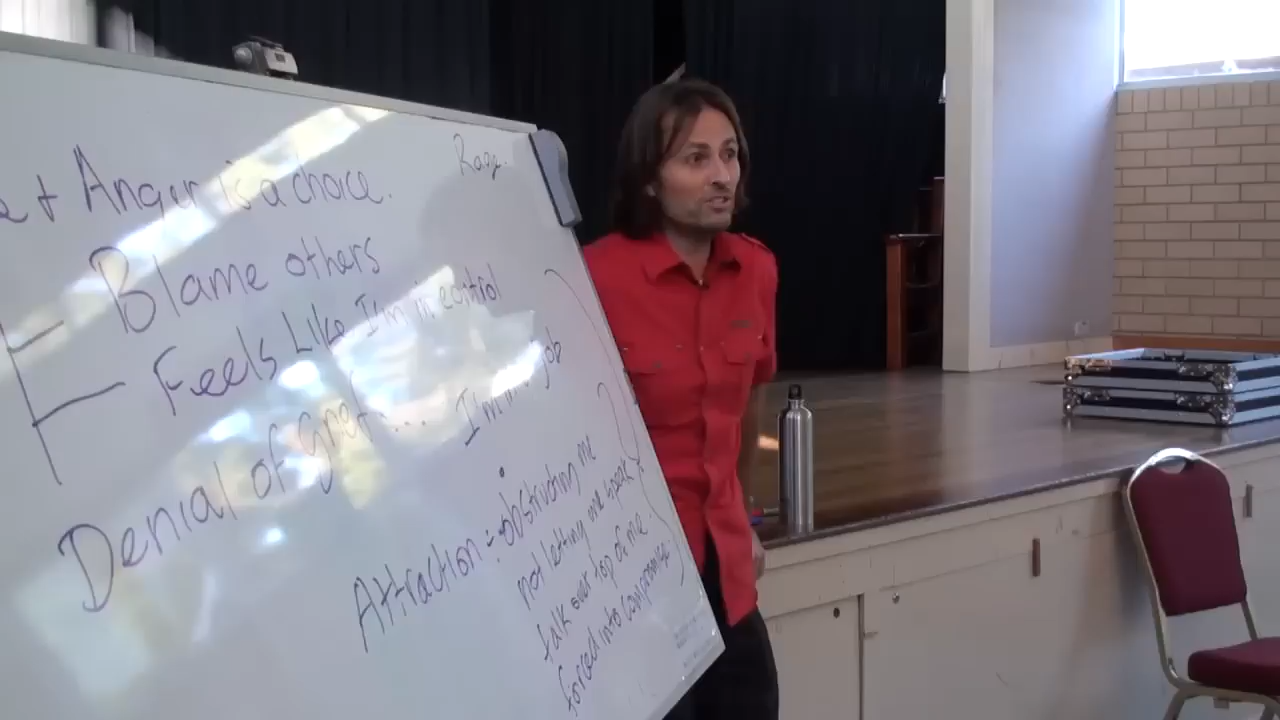 Rage.
& Anger is a choice.
Blame others
Feels Like I'm in control
Denial of grief... I'm job
Attraction = obstructing me
not letting me speak
talk over top of me
forced into compromise